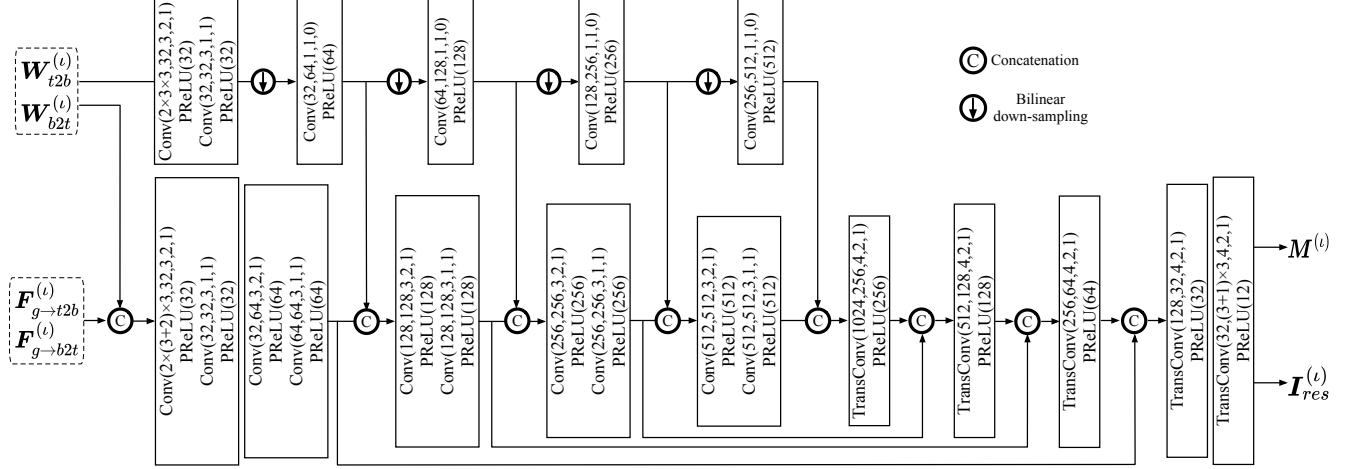 W_{t2b}^{(ι)}
W_{b2t}^{(ι)}
Conv(2×3×3,32,3,2,1)
PReLU(32)
Conv(32,32,3,1,1)
PReLU(32)
Conv(32,64,1,1,0)
PReLU(64)
Conv(64,128,1,1,0)
PReLU(128)
Conv(128,256,1,1,0)
PReLU(256)
Conv(256,512,1,1,0)
PReLU(512)
C Concatenation
Bilinear
down-sampling
F_{g→t2b}^{(ι)}
F_{g→b2t}^{(ι)}
C
Conv(2×(3+2)×3,32,3,2,1)
PReLU(32)
Conv(32,32,3,1,1)
PReLU(32)
Conv(32,64,3,2,1)
PReLU(64)
Conv(64,64,3,1,1)
PReLU(64)
C
Conv(128,128,3,2,1)
PReLU(128)
Conv(128,128,3,1,1)
PReLU(128)
C
Conv(256,256,3,2,1)
PReLU(256)
Conv(256,256,3,1,1)
PReLU(256)
C
Conv(512,512,3,2,1)
PReLU(512)
Conv(512,512,3,1,1)
PReLU(512)
C
TransConv(1024,256,4,2,1)
PReLU(256)
C
TransConv(512,128,4,2,1)
PReLU(128)
C
TransConv(256,64,4,2,1)
PReLU(64)
C
TransConv(128,32,4,2,1)
PReLU(32)
TransConv(32,(3+1)×3,4,2,1)
PReLU(12)
M^{(ι)}
I_{res}^{(ι)}